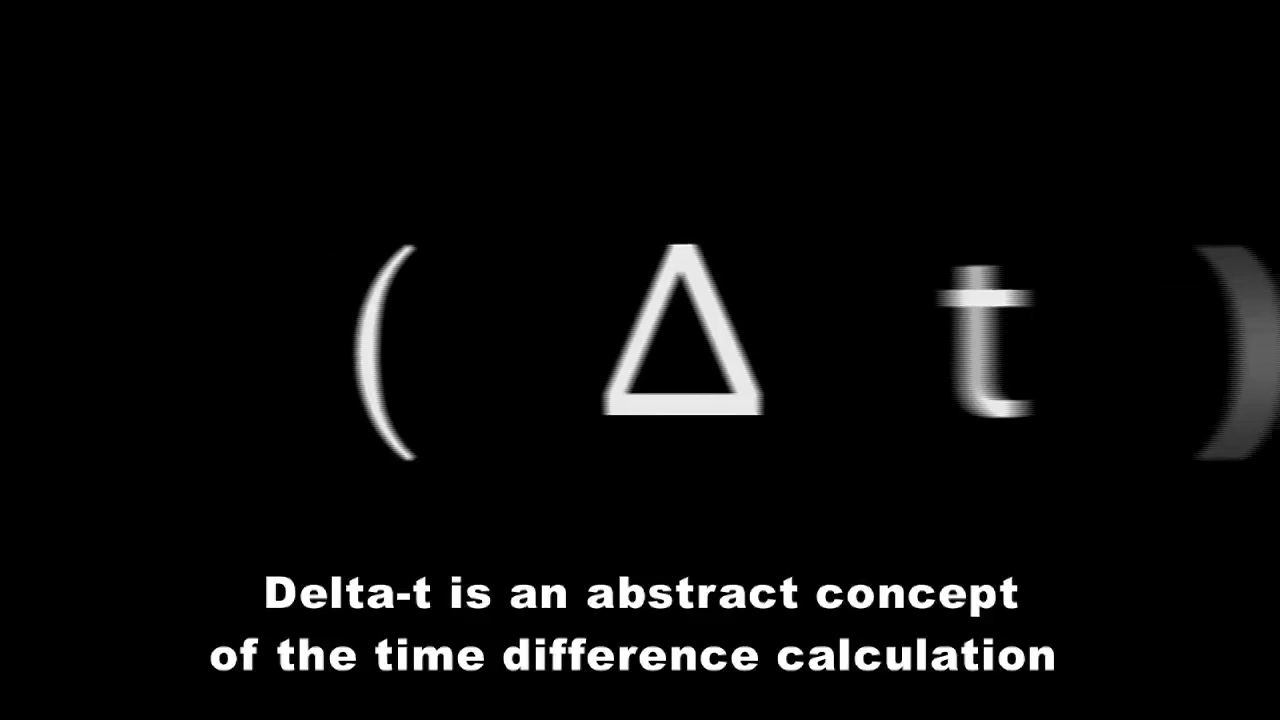 ( Δ t )
Delta-t is an abstract concept
of the time difference calculation